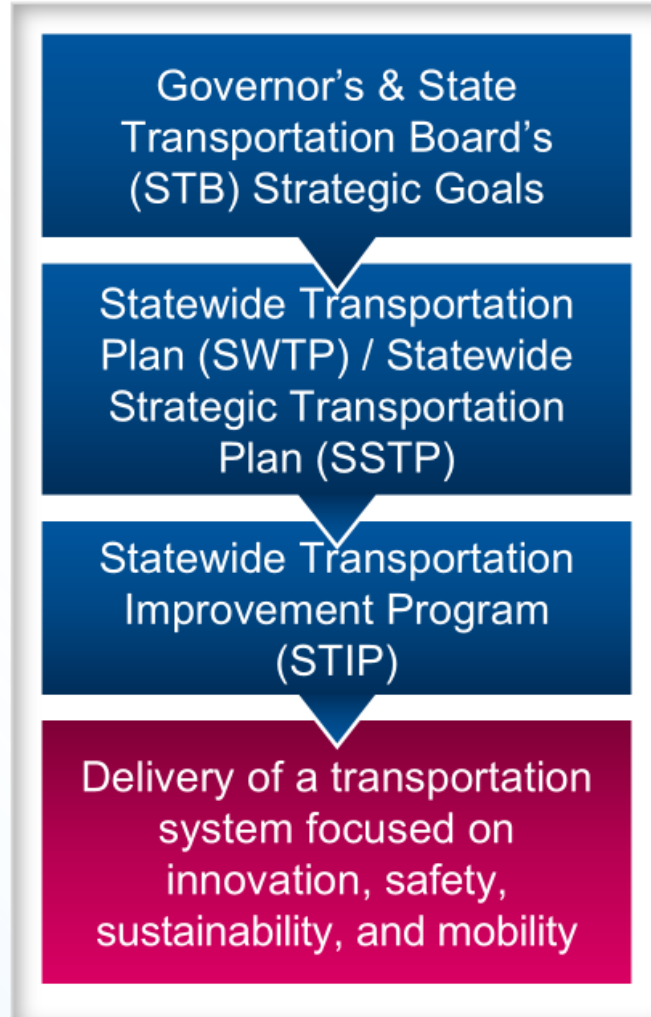 Governor’s & State
Transportation Board’s
(STB) Strategic Goals
Statewide Transportation
Plan (SWTP) / Statewide
Strategic Transportation
Plan (SSTP)
Statewide Transportation
Improvement Program
(STIP)
Delivery of a transportation
system focused on
innovation, safety,
sustainability, and mobility